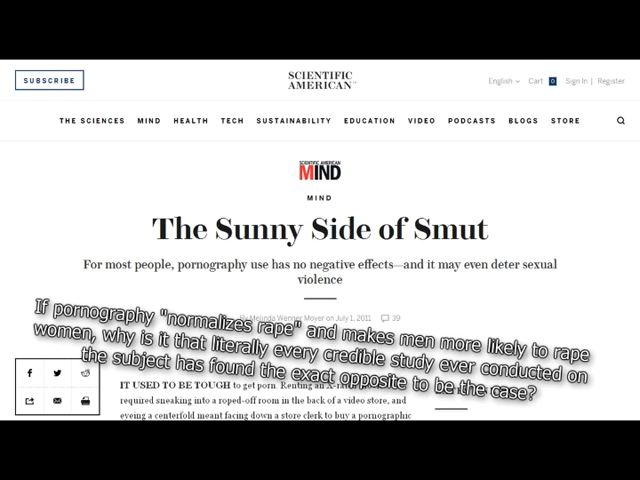 SUBSCRIBE
SCIENTIFIC
AMERICAN™
English
Cart 0
Sign In | Register
THE SCIENCES MIND HEALTH TECH SUSTAINABILITY EDUCATION VIDEO PODCASTS BLOGS STORE
SCIENTIFIC AMERICAN
MIND
MIND
The Sunny Side of Smut
For most people, pornography use has no negative effects—and it may even deter sexual
violence
By Melinda Wenner Moyer on July 1, 2011 39
If pornography "normalizes rape" and makes men more likely to rape
women, why is it that literally every credible study ever conducted on
the subject has found the exact opposite to be the case?
IT USED TO BE TOUGH to get porn. Renting an
required sneaking into a roped-off room in the back of a video store, and
eyeing a centerfold meant facing down a store clerk to buy a pornographic